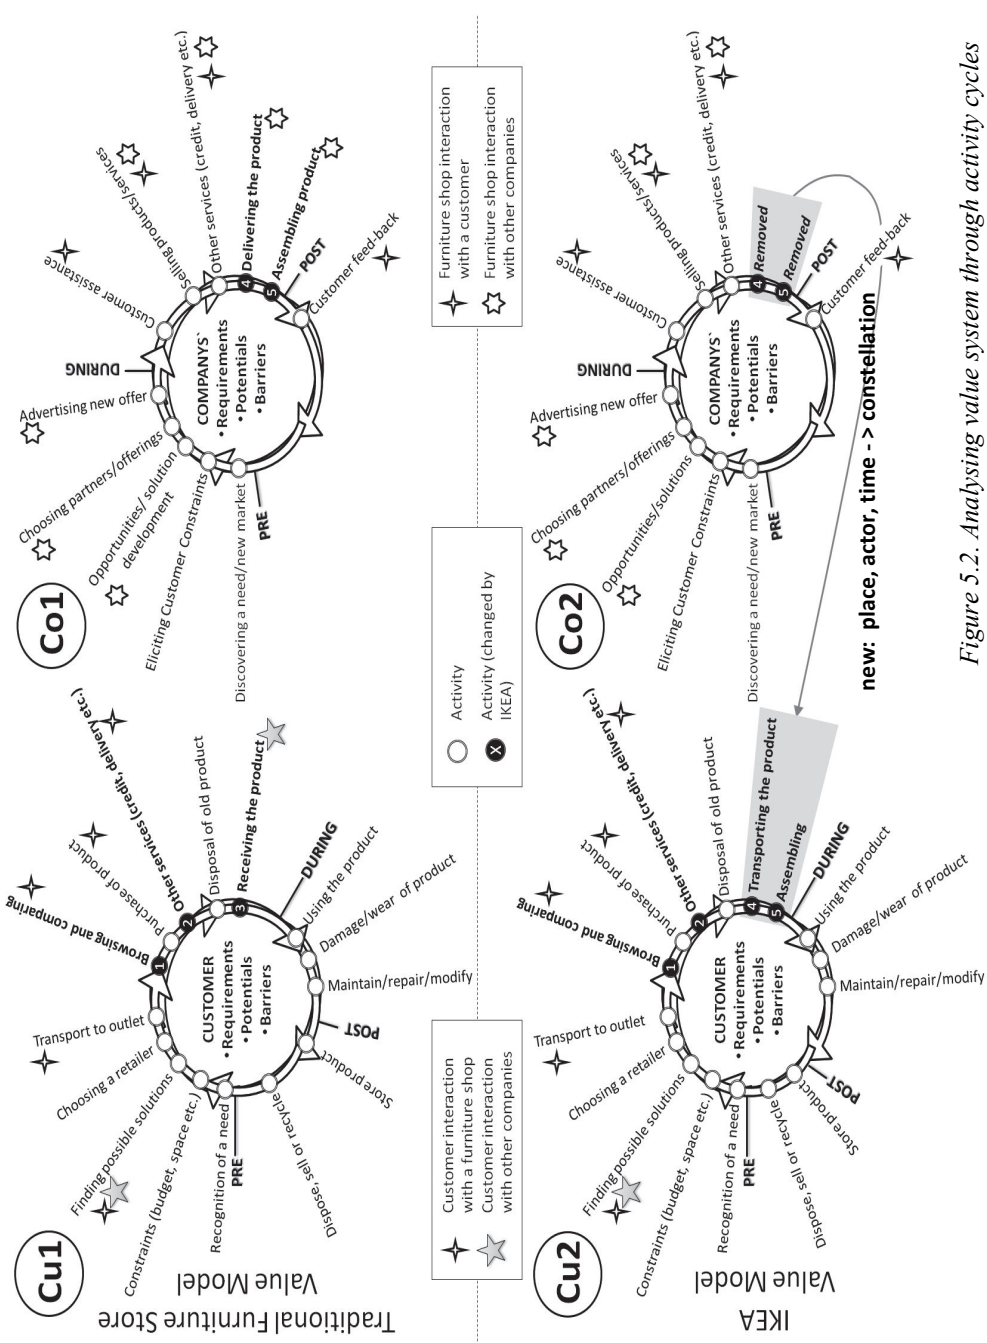 Traditional Furniture Store
Value Model
Cu1
CUSTOMER
• Requirements
• Potentials
• Barriers
PRE
Recognition of a need
Constraints (budget, space etc.)
Finding possible solutions
Choosing a retailer
Transport to outlet
1
Browsing and comparing
Purchase of product
2
Other services (credit, delivery etc.)
Disposal of old product
3
Receiving the product
DURING
Using the product
Damage/wear of product
Maintain/repair/modify
POST
Store product
Dispose, sell or recycle
Co1
COMPANYS`
• Requirements
• Potentials
• Barriers
PRE
Discovering a need/new market
Eliciting Customer Constraints
Opportunities/ solution
development
Choosing partners/offerings
Advertising new offer
DURING
Customer assistance
Selling products/services
Other services (credit, delivery etc.)
4
Delivering the product
5
Assembling product
POST
Customer feed-back
Customer interaction
with a furniture shop
Customer interaction
with other companies
Activity
X
Activity (changed by
IKEA)
Furniture shop interaction
with a customer
Furniture shop interaction
with other companies
IKEA
Value Model
Cu2
CUSTOMER
• Requirements
• Potentials
• Barriers
PRE
Recognition of a need
Constraints (budget, space etc.)
Finding possible solutions
Choosing a retailer
Transport to outlet
1
Browsing and comparing
Purchase of product
2
Other services (credit, delivery etc.)
Disposal of old product
4
Transporting the product
5
Assembling
DURING
Using the product
Damage/wear of product
Maintain/repair/modify
POST
Store product
Dispose, sell or recycle
Co2
COMPANYS`
• Requirements
• Potentials
• Barriers
PRE
Discovering a need/new market
Eliciting Customer Constraints
Opportunities/solutions
Choosing partners/offerings
Advertising new offer
DURING
Customer assistance
Selling products/services
Other services (credit, delivery etc.)
4
Removed
5
Removed
POST
Customer feed-back
new: place, actor, time - > constellation
Figure 5.2. Analysing value system through activity cycles